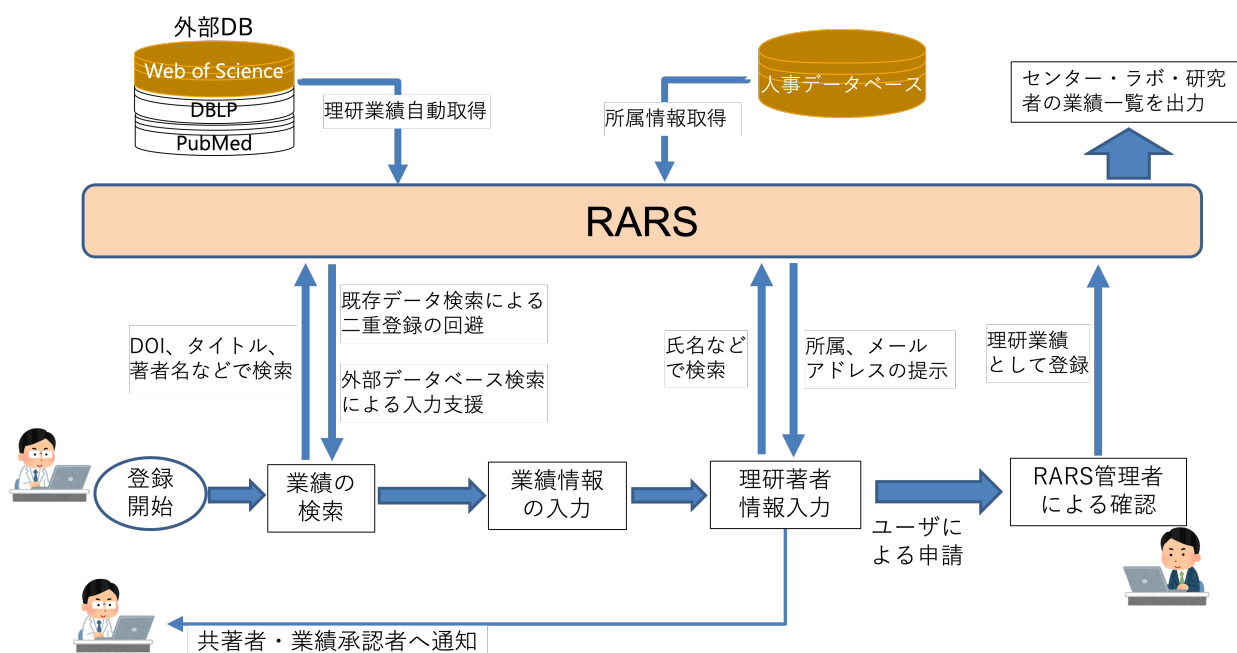 外部DB
Web of Science
DBLP
PubMed
理研業績自動取得
人事データベース
所属情報取得
センター・ラボ・研究
者の業績一覧を出力
RARS
DOI、タイトル、
著者名などで検索
既存データ検索による
二重登録の回避
外部データベース検索
による入力支援
氏名など
で検索
所属、メール
アドレスの提示
理研業績
として登録
登録
開始
業績の
検索
業績情報
の入力
理研著者
情報入力
ユーザに
よる申請
RARS管理者
による確認
共著者・業績承認者へ通知